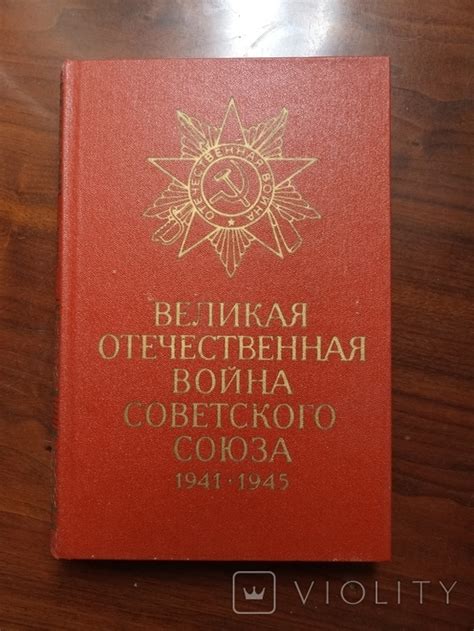 ОТЕЧЕСТВЕННАЯ ВОЙНА
ВЕЛИКАЯ
ОТЕЧЕСТВЕННАЯ
ВОЙНА
СОВЕТСКОГО
СОЮЗА
1941 · 1945
VIOLITY